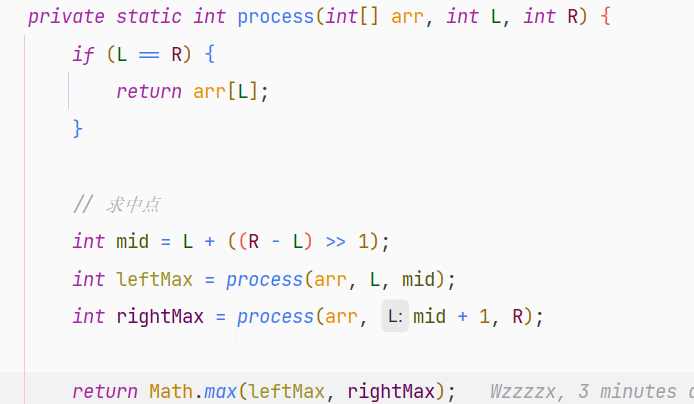 private static int process(int[] arr, int L, int R) {
if (L == R) {
return arr[L];
}
// 求中点
int mid = L + ((R - L) >> 1);
int leftMax = process(arr, L, mid);
int rightMax = process(arr, L: mid + 1, R);
return Math.max(leftMax, rightMax); Wzzzzx, 3 minutes